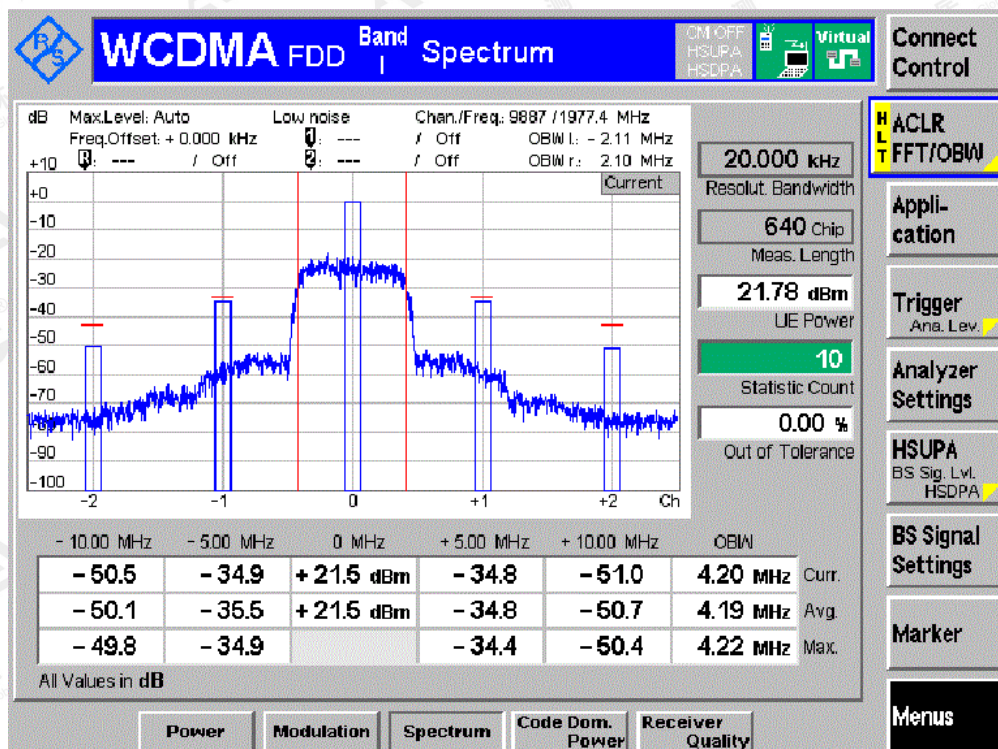 R&S
WCDMA FDD Band I Spectrum
CM OFF
HSUPA
HSDPA
Virtual
Connect
Control
dB Max.Level: Auto Low noise Chan./Freq.: 9887 / 1977.4 MHz
Freq.Offset: + 0.000 kHz 1: --- / Off OBW l.: - 2.11 MHz
R: --- / Off 2: --- / Off OBW r.: 2.10 MHz
Current
+10
+0
-10
-20
-30
-40
-50
-60
-70
-80
-90
-100
-2 -1 0 +1 +2 Ch
20.000 kHz
Resolut. Bandwidth
640 Chip
Meas. Length
21.78 dBm
UE Power
10
Statistic Count
0.00 %
Out of Tolerance
- 10.00 MHz - 5.00 MHz 0 MHz + 5.00 MHz + 10.00 MHz OBW
- 50.5 - 34.9 + 21.5 dBm - 34.8 - 51.0 4.20 MHz Curr.
- 50.1 - 35.5 + 21.5 dBm - 34.8 - 50.7 4.19 MHz Avg.
- 49.8 - 34.9 - 34.4 - 50.4 4.22 MHz Max.
All Values in dB
HLT
ACLR
FFT/OBW
Appli-
cation
Trigger
Ana. Lev.
Analyzer
Settings
HSUPA
BS Sig. Lvl.
HSDPA
BS Signal
Settings
Marker
Menus
Power
Modulation
Spectrum
Code Dom.
Power
Receiver
Quality